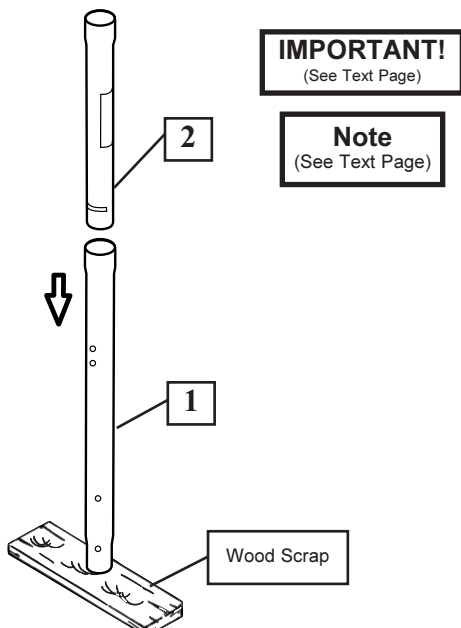 IMPORTANT!
(See Text Page)
Note
(See Text Page)
2
1
Wood Scrap